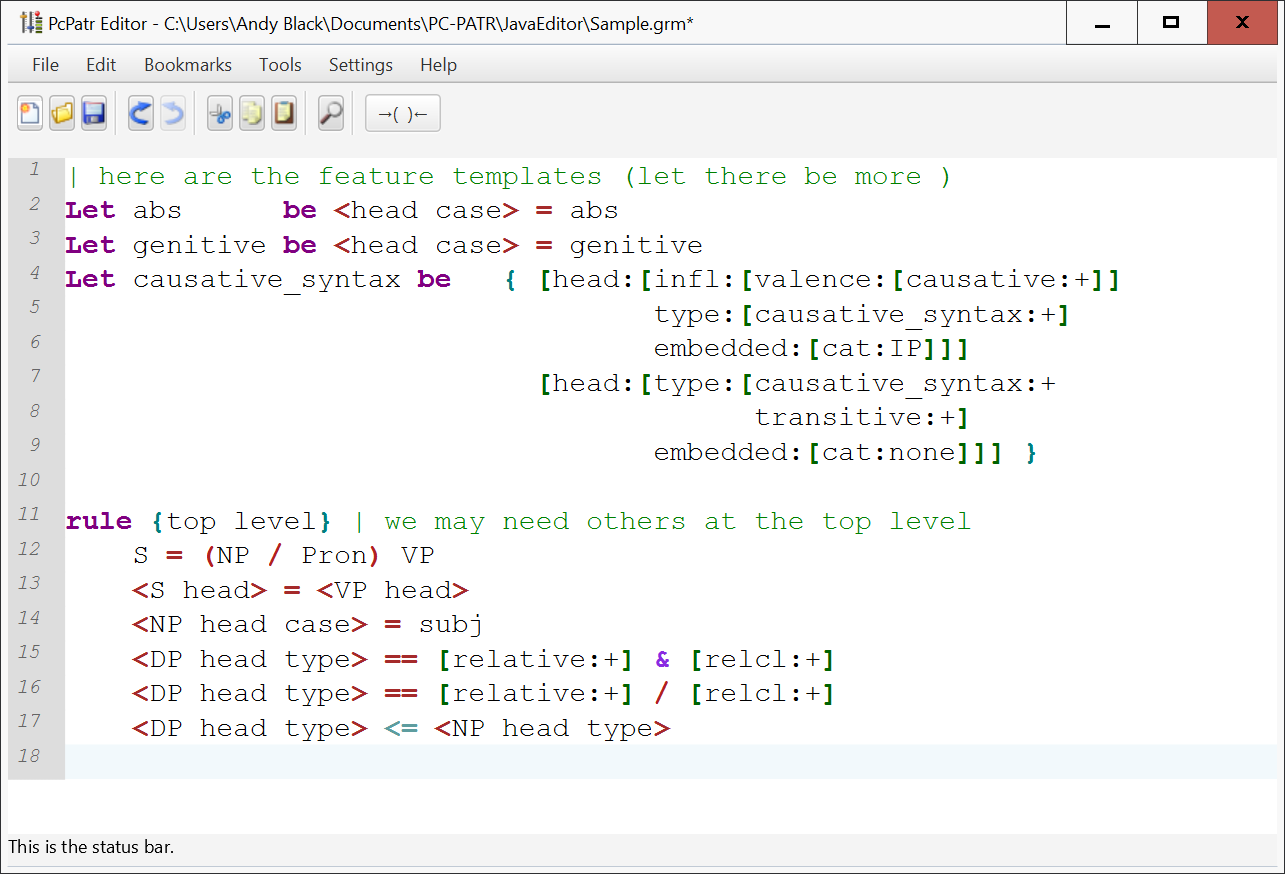 PcPatr Editor - C:\Users\Andy Black\Documents\PC-PATR\JavaEditor\Sample.grm*
File Edit Bookmarks Tools Settings Help
→( )←
1 | here are the feature templates (let there be more )
2 Let abs      be <head case> = abs
3 Let genitive be <head case> = genitive
4 Let causative_syntax be   { [head:[infl:[valence:[causative:+]]
5                                    type:[causative_syntax:+]
6                                    embedded:[cat:IP]]]
7                             [head:[type:[causative_syntax:+
8                                          transitive:+]
9                                    embedded:[cat:none]]] }
10
11 rule {top level} | we may need others at the top level
12     S = (NP / Pron) VP
13     <S head> = <VP head>
14     <NP head case> = subj
15     <DP head type> == [relative:+] & [relcl:+]
16     <DP head type> == [relative:+] / [relcl:+]
17     <DP head type> <= <NP head type>
18
This is the status bar.